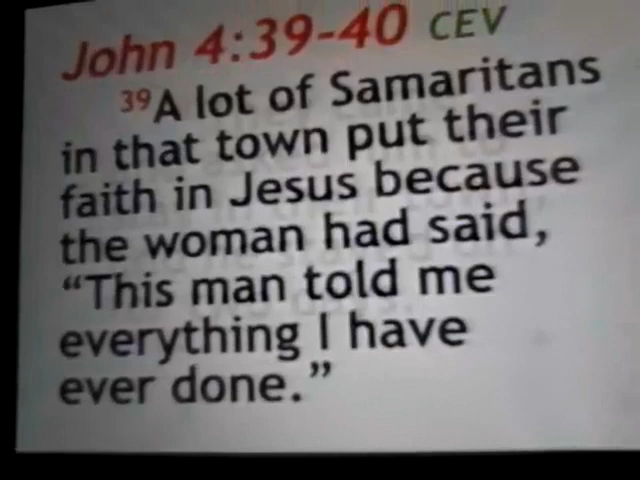 John 4:39-40 CEV
39 A lot of Samaritans
in that town put their
faith in Jesus because
the woman had said,
“This man told me
everything I have
ever done.”